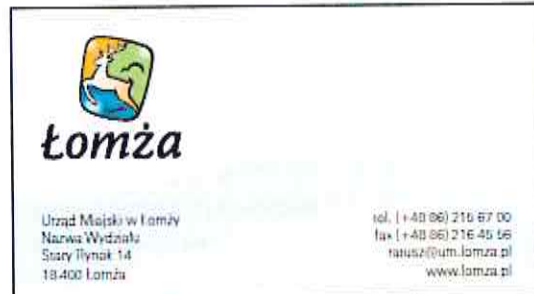 Łomża
Urząd Miejski w Łomży
Nazwa Wydziału
Stary Rynek 14
18-400 Łomża
tel. (+48 86) 215 67 00
fax (+48 86) 216 45 56
ratusz@um.lomza.pl
www.lomza.pl